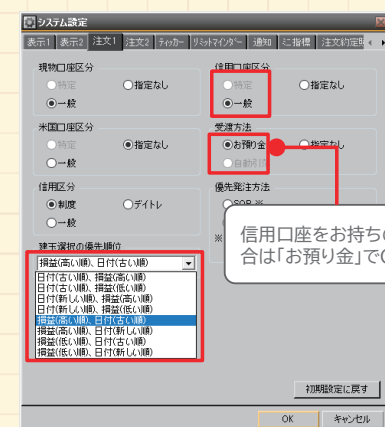 システム設定
表示1 表示2 注文1 注文2 ティッカー リミットマインダー 通知 ミニ指標 注文約定
現物口座区分
特定 指定なし
一般
信用口座区分
特定 指定なし
一般
米国口座区分
特定 指定なし
一般
受渡方法
お預り金 指定なし
自動引
信用区分
制度 デイトレ
一般
優先発注方法
SOR ※
※
信用口座をお持ちの
合は「お預り金」でO
建玉選択の優先順位
損益(高い順)、日付(古い順)
日付(古い順)、損益(高い順)
日付(古い順)、損益(低い順)
日付(新しい順)、損益(高い順)
日付(新しい順)、損益(低い順)
損益(高い順)、日付(古い順)
損益(高い順)、日付(新しい順)
損益(低い順)、日付(古い順)
損益(低い順)、日付(新しい順)
初期設定に戻す
OK キャンセル